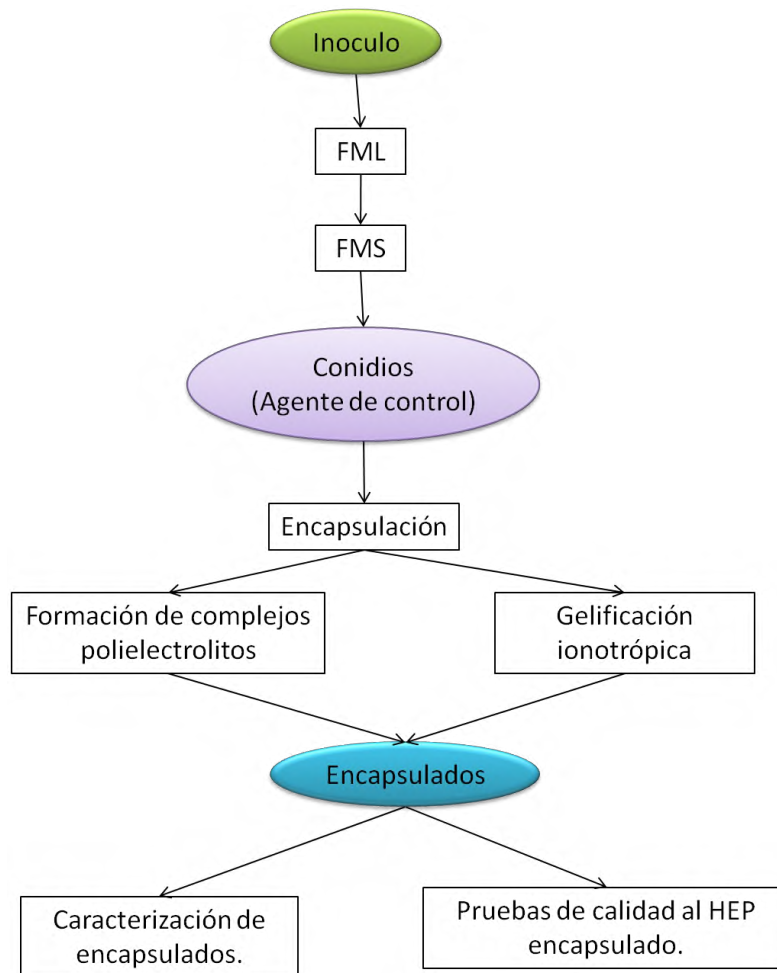 Inoculo
FML
FMS
Conidios
(Agente de control)
Encapsulación
Formación de complejos
polielectrolitos
Gelificación
ionotrópica
Encapsulados
Caracterización de
encapsulados.
Pruebas de calidad al HEP
encapsulado.